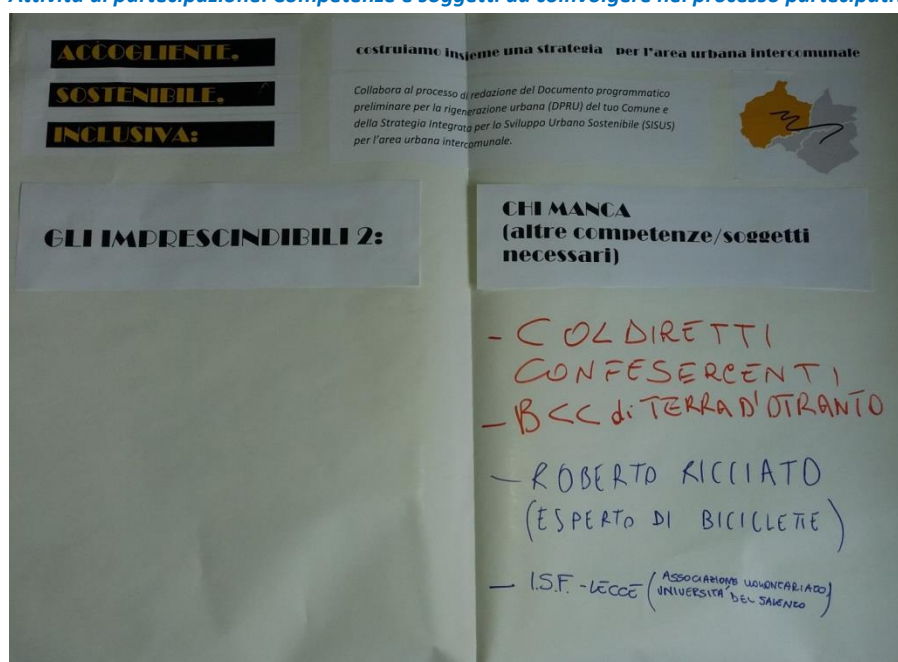 Attività di partecipazione: competenze e soggetti da coinvolgere nel processo partecipati
ACCOGLIENTE.
SOSTENIBILE.
INCLUSIVA:
costruiamo insieme una strategia per l'area urbana intercomunale
Collabora al processo di redazione del Documento programmatico
preliminare per la rigenerazione urbana (DPRU) del tuo Comune e
della Strategia Integrata per lo Sviluppo Urbano Sostenibile (SISUS)
per l'area urbana intercomunale.
GLI IMPRESCINDIBILI 2:
CHI MANCA
(altre competenze/soggetti
necessari)
- COLDIRETTI
CONFESERCENTI
- BCC di TERRA D'OTRANTO
- ROBERTO RICCIATO
(ESPERTO DI BICICLETTE)
- I.S.F. - LECCE (ASSOCIAZIONE VOLONTARIATO
UNIVERSITA' DEL SALENTO)